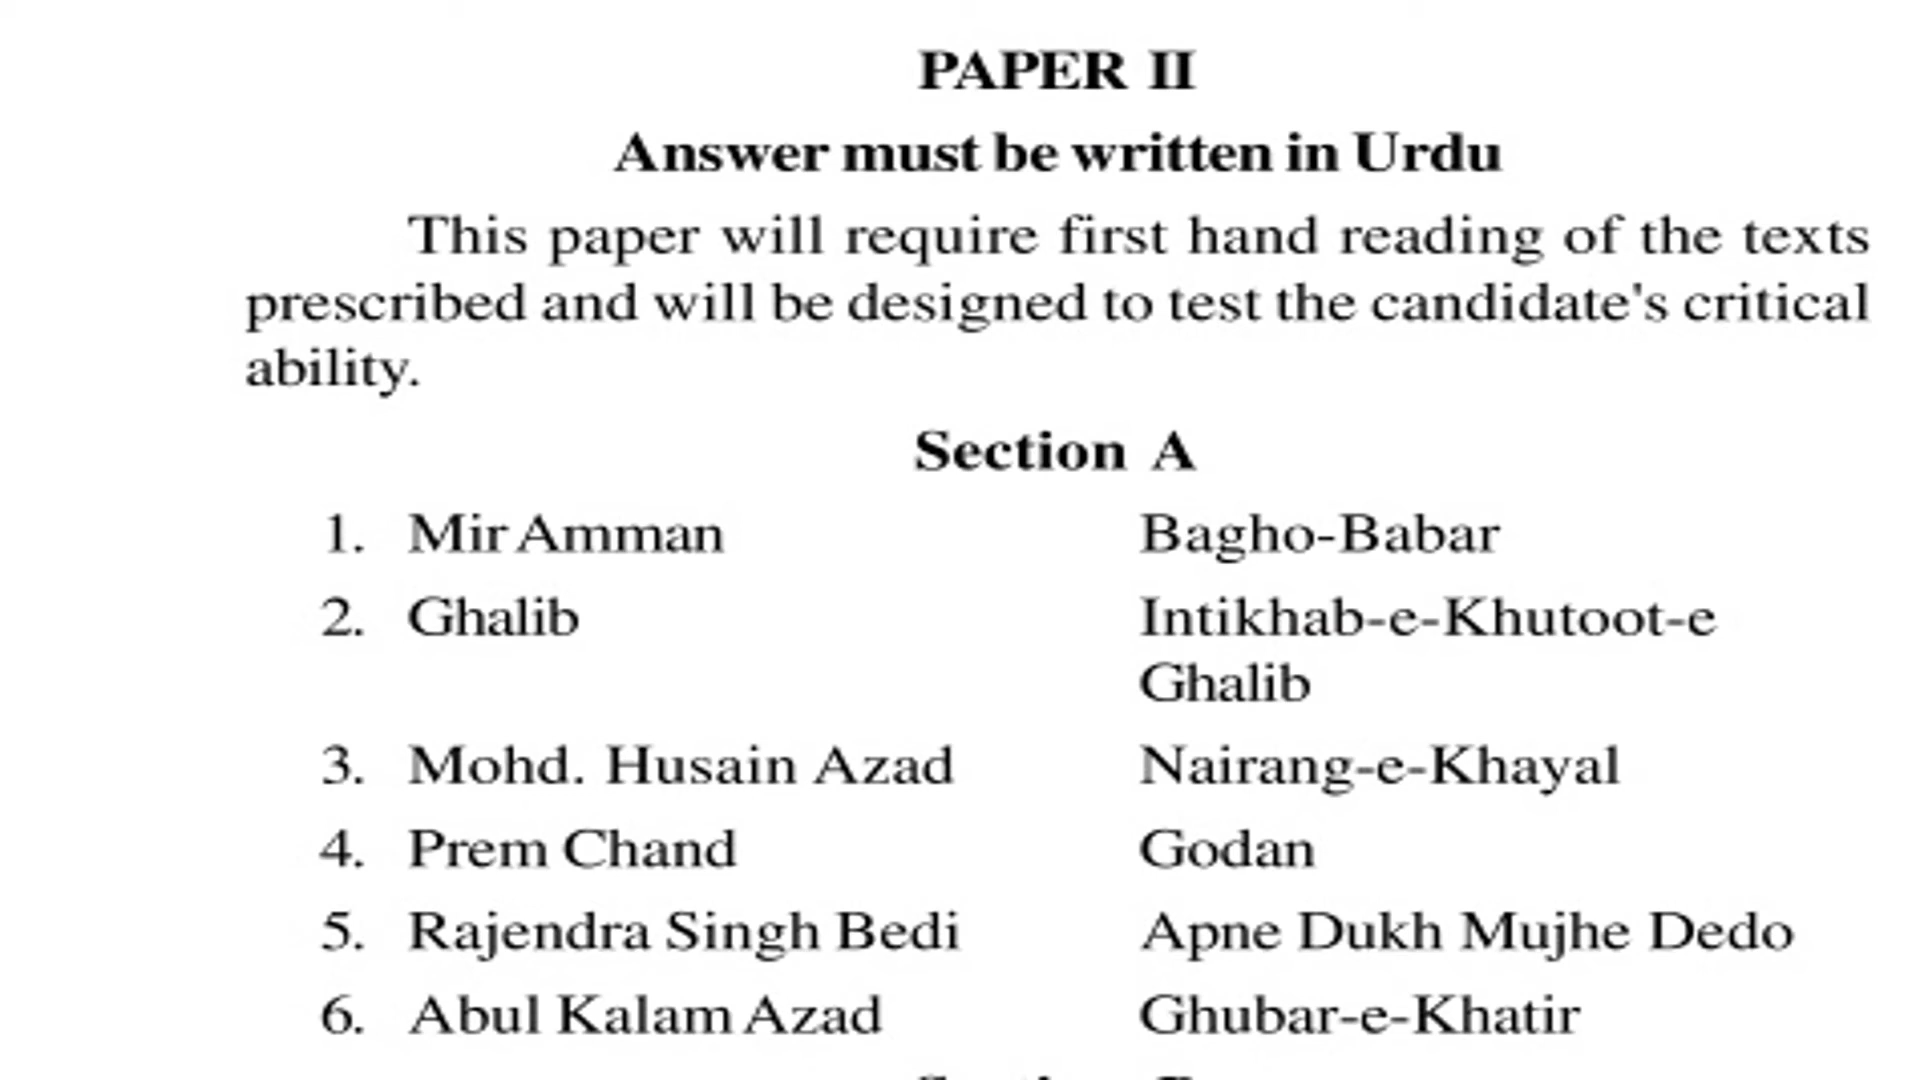 PAPER II
Answer must be written in Urdu
This paper will require first hand reading of the texts
prescribed and will be designed to test the candidate's critical
ability.
Section A
1. Mir Amman Bagho-Babar
2. Ghalib Intikhab-e-Khutoot-e
Ghalib
3. Mohd. Husain Azad Nairang-e-Khayal
4. Prem Chand Godan
5. Rajendra Singh Bedi Apne Dukh Mujhe Dedo
6. Abul Kalam Azad Ghubar-e-Khatir